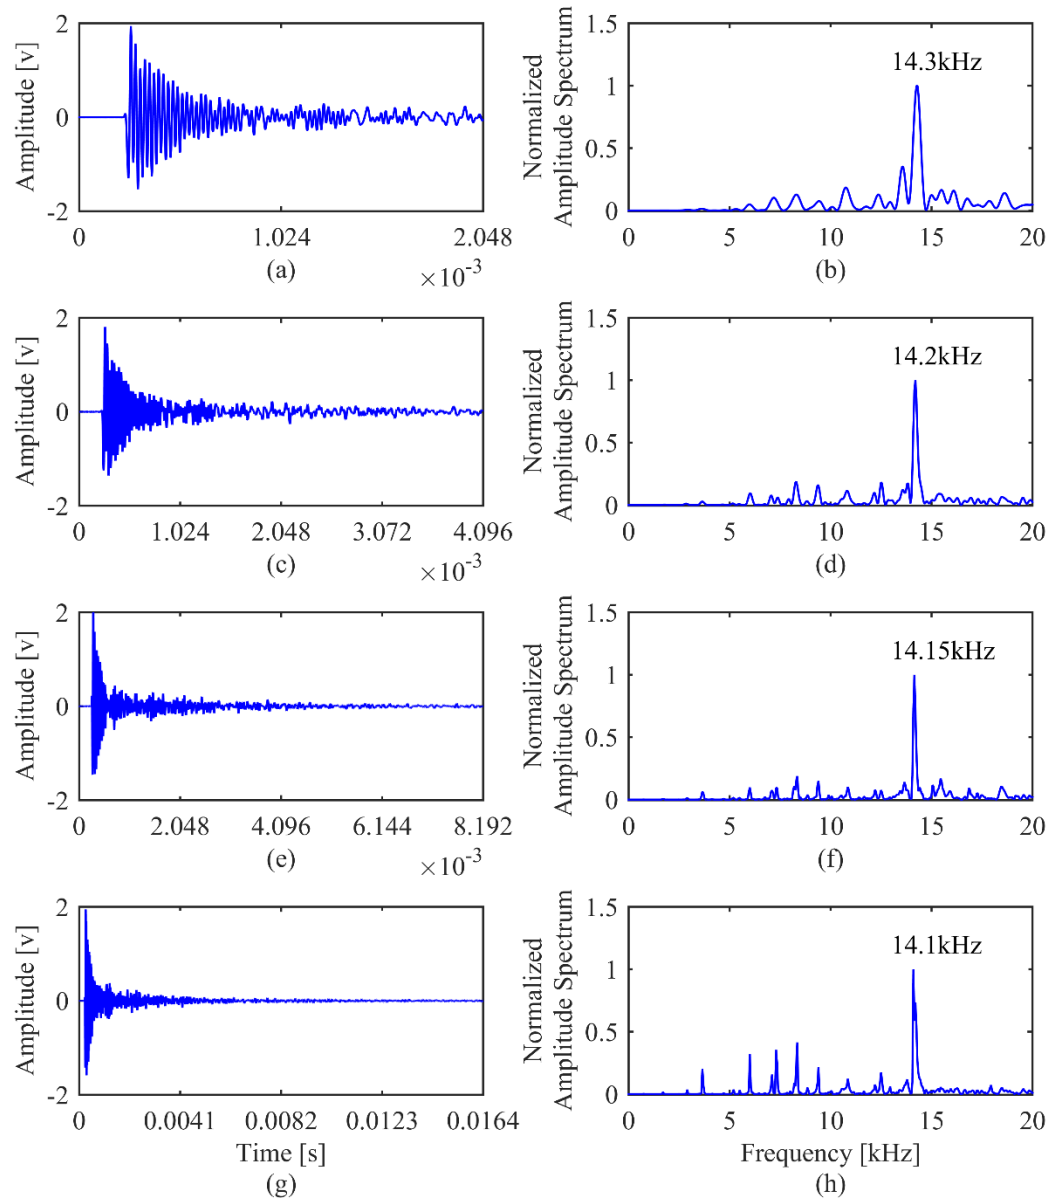 Amplitude [v]
2
0
-2
0
1.024
2.048
×10⁻³
(a)
Normalized
Amplitude Spectrum
1.5
1
0.5
0
14.3kHz
0
5
10
15
20
(b)
Amplitude [v]
2
0
-2
0
1.024
2.048
3.072
4.096
×10⁻³
(c)
Normalized
Amplitude Spectrum
1.5
1
0.5
0
14.2kHz
0
5
10
15
20
(d)
Amplitude [v]
2
0
-2
0
2.048
4.096
6.144
8.192
×10⁻³
(e)
Normalized
Amplitude Spectrum
1.5
1
0.5
0
14.15kHz
0
5
10
15
20
(f)
Amplitude [v]
2
0
-2
0
0.0041
0.0082
0.0123
0.0164
Time [s]
(g)
Normalized
Amplitude Spectrum
1.5
1
0.5
0
14.1kHz
0
5
10
15
20
Frequency [kHz]
(h)